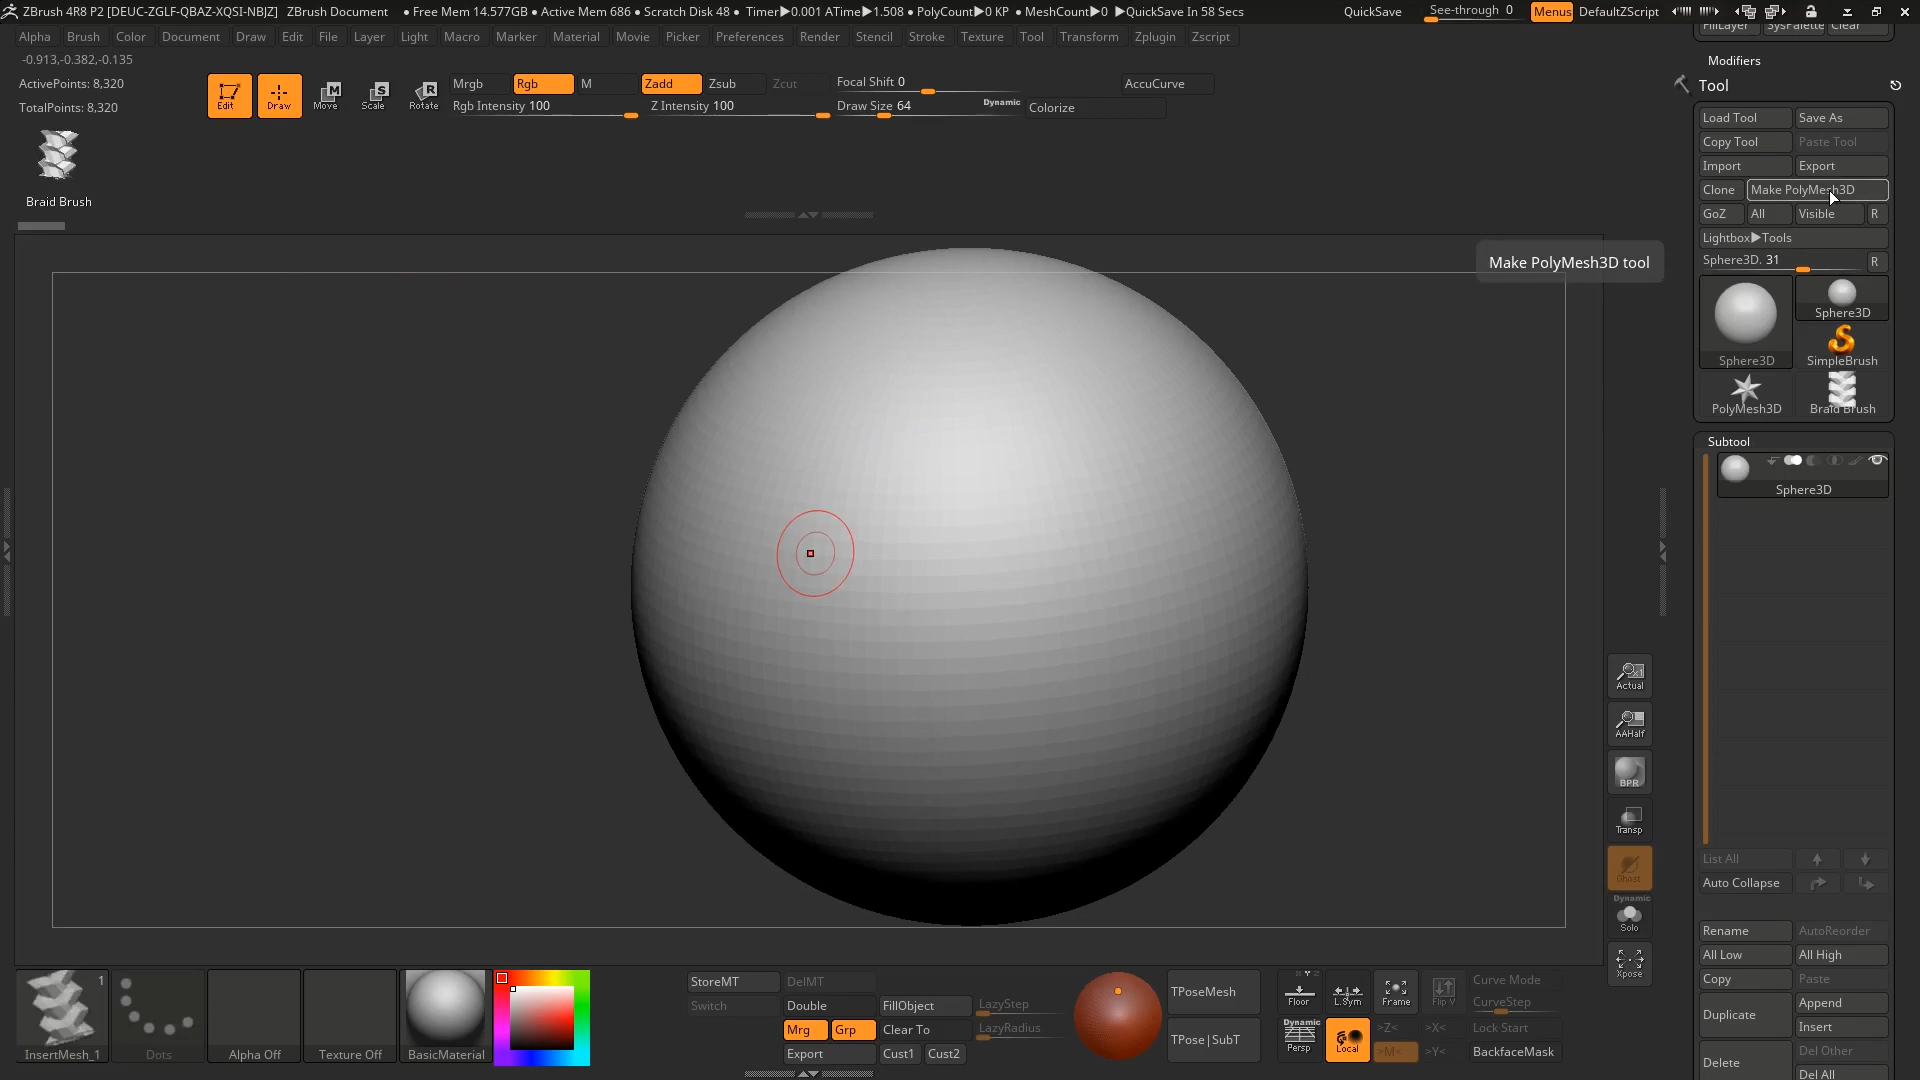 ZBrush 4R8 P2 [DEUC-ZGLF-QBAZ-XQSI-NBJZ] ZBrush Document • Free Mem 14.577GB • Active Mem 686 • Scratch Disk 48 • Timer▶0.001 ATime▶1.508 • PolyCount▶0 KP • MeshCount▶0 ▶QuickSave In 58 Secs QuickSave See-through 0 Menus DefaultZScript
Alpha Brush Color Document Draw Edit File Layer Light Macro Marker Material Movie Picker Preferences Render Stencil Stroke Texture Tool Transform Zplugin Zscript
FillLayer SysPalette Clear
-0.913,-0.382,-0.135
Modifiers
ActivePoints: 8,320
TotalPoints: 8,320
Edit Draw Move Scale Rotate
Mrgb Rgb M Zadd Zsub Zcut Focal Shift 0 AccuCurve
Rgb Intensity 100 Z Intensity 100 Draw Size 64 Dynamic Colorize
Braid Brush
Tool
Load Tool Save As
Copy Tool Paste Tool
Import Export
Clone Make PolyMesh3D
GoZ All Visible R
Lightbox▶Tools
Sphere3D. 31 R
Make PolyMesh3D tool
Sphere3D
Sphere3D SimpleBrush
PolyMesh3D Braid Brush
Subtool
Sphere3D
Actual
AAHalf
BPR
Transp
Ghost
Dynamic
Solo
Xpose
List All
Auto Collapse
Rename AutoReorder
All Low All High
Copy Paste
Duplicate Append
Insert
Delete Del Other
Del All
1
InsertMesh_1 Dots Alpha Off Texture Off BasicMaterial
StoreMT DelMT
Switch Double FillObject LazyStep
Mrg Grp Clear To LazyRadius
Export Cust1 Cust2
TPoseMesh
TPose|SubT
Floor L.Sym Frame Flip V Curve Mode
CurveStep
Dynamic
Persp Local >Z< >X< Lock Start
>M< >Y< BackfaceMask